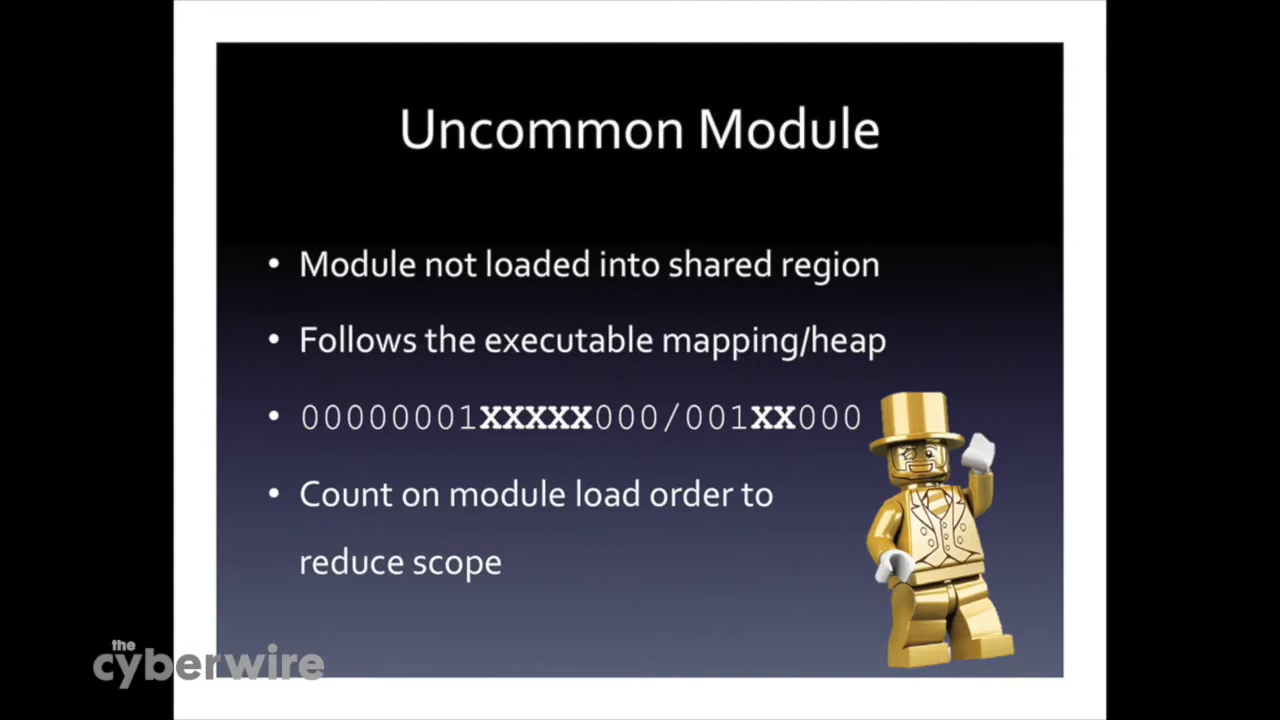 Uncommon Module
• Module not loaded into shared region
• Follows the executable mapping/heap
• 00000001XXXXX000/001XX000
• Count on module load order to
reduce scope
the
cyberwire